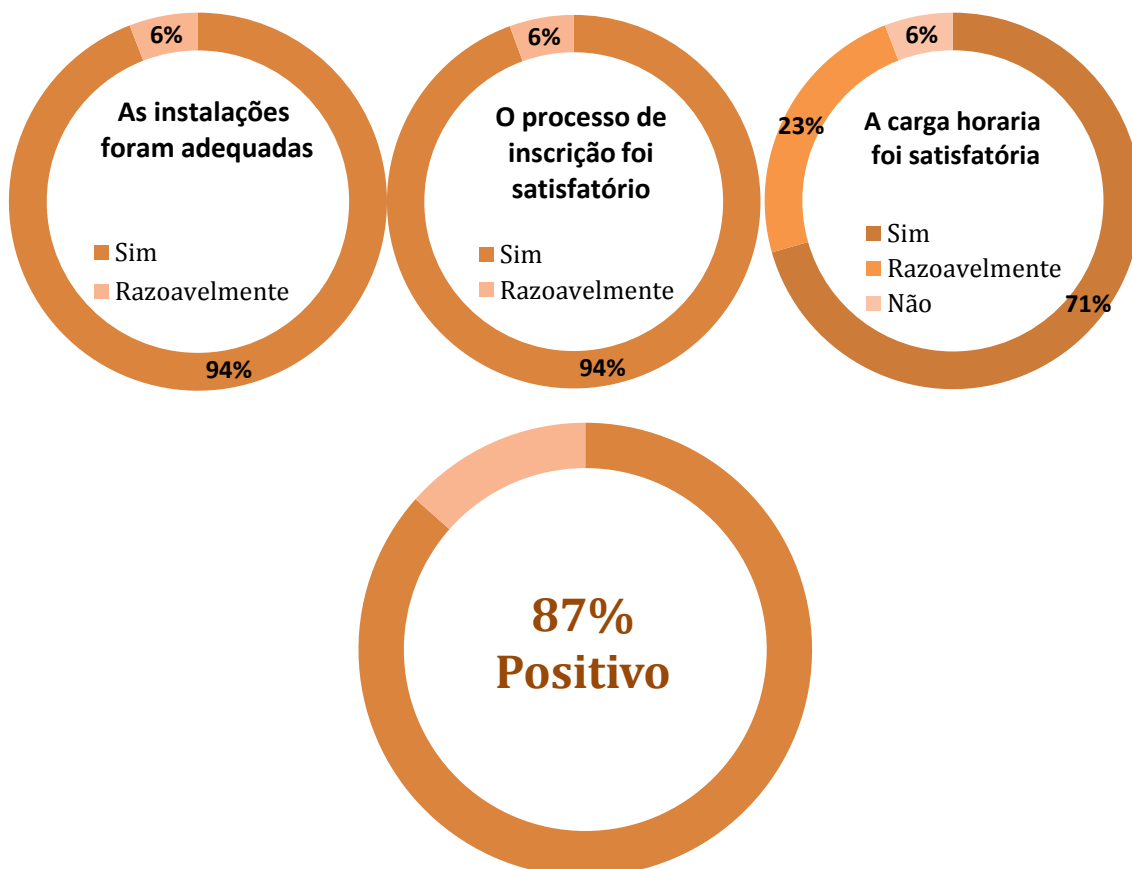 6%
As instalações
foram adequadas
Sim
Razoavelmente
94%
6%
O processo de
inscrição foi
satisfatório
Sim
Razoavelmente
94%
6%
23%
A carga horaria
foi satisfatória
Sim
Razoavelmente
Não
71%
87%
Positivo